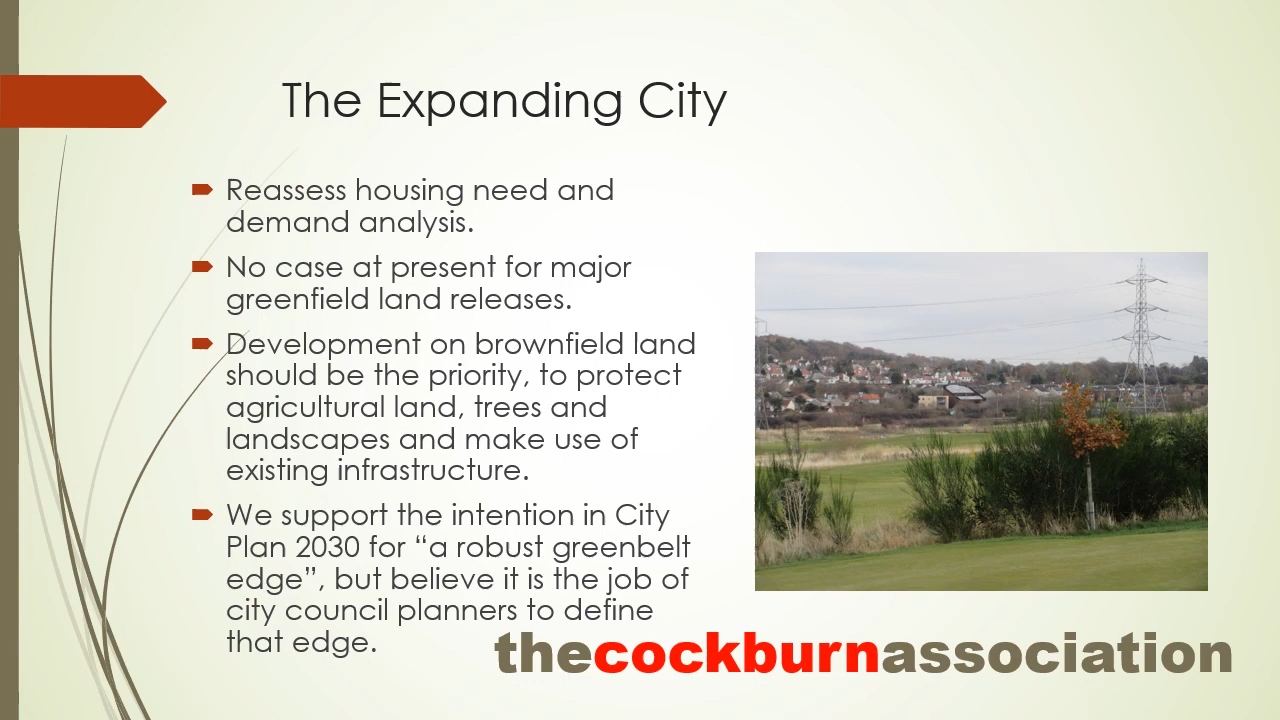 The Expanding City
Reassess housing need and
demand analysis.
No case at present for major
greenfield land releases.
Development on brownfield land
should be the priority, to protect
agricultural land, trees and
landscapes and make use of
existing infrastructure.
We support the intention in City
Plan 2030 for “a robust greenbelt
edge”, but believe it is the job of
city council planners to define
that edge.
thecockburnassociation